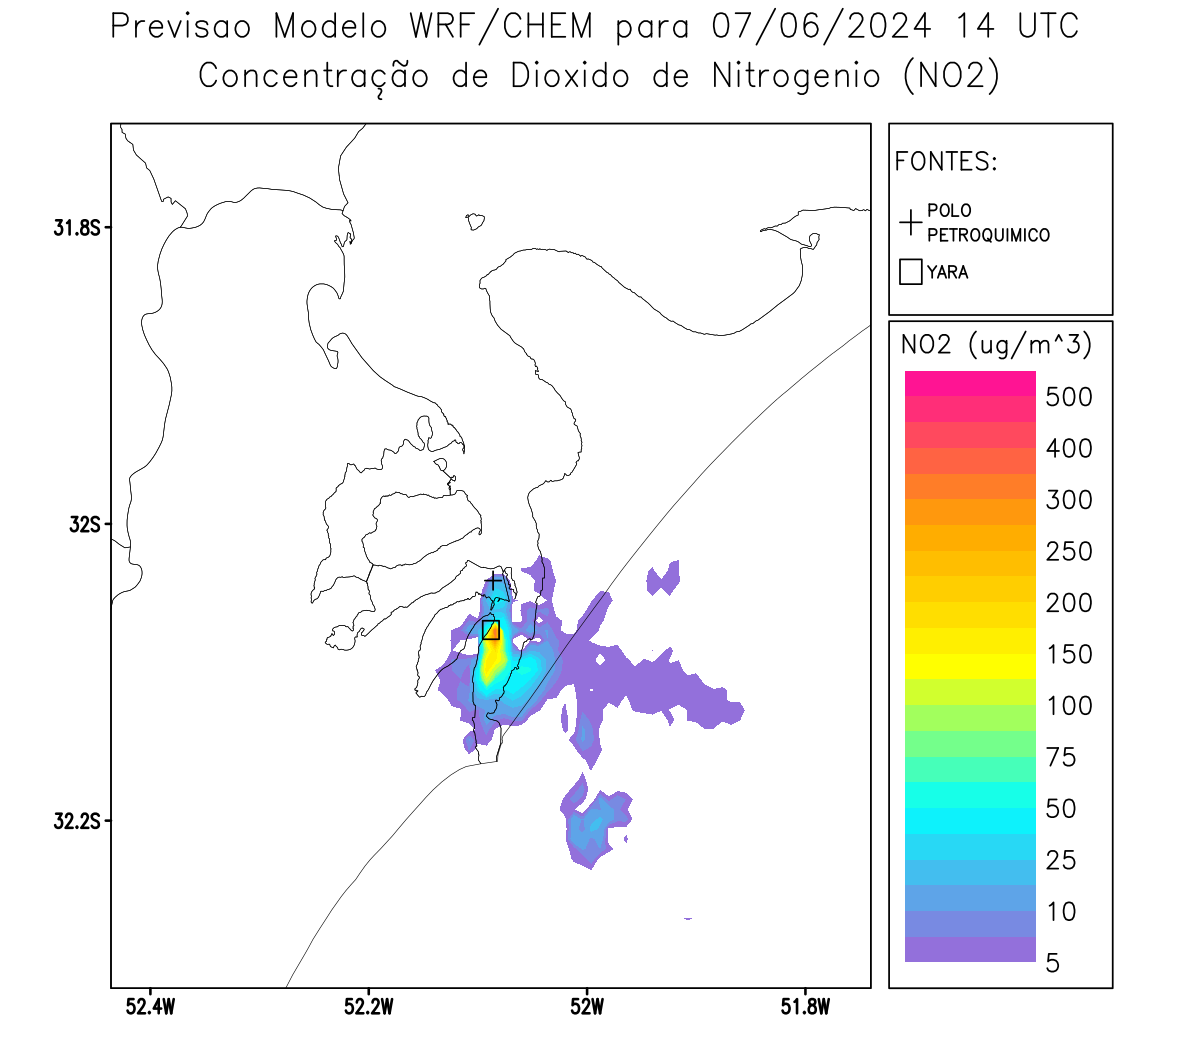 Previsao Modelo WRF/CHEM para 07/06/2024 14 UTC
Concentração de Dioxido de Nitrogenio (NO2)
FONTES:
POLO
PETROQUIMICO
YARA
NO2 (ug/m^3)
500
400
300
250
200
150
100
75
50
25
10
5
31.8S
32S
32.2S
52.4W
52.2W
52W
51.8W